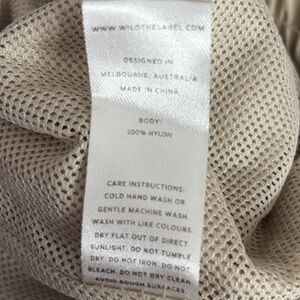 WWW.WILDTHELABEL.COM
DESIGNED IN
MELBOURNE, AUSTRALIA
MADE IN CHINA
BODY:
100% NYLON
CARE INSTRUCTIONS:
COLD HAND WASH OR
GENTLE MACHINE WASH.
WASH WITH LIKE COLOURS.
DRY FLAT OUT OF DIRECT
SUNLIGHT. DO NOT TUMBLE
DRY. DO NOT IRON. DO NOT
BLEACH. DO NOT DRY CLEAN.
AVOID ROUGH SURFACES.